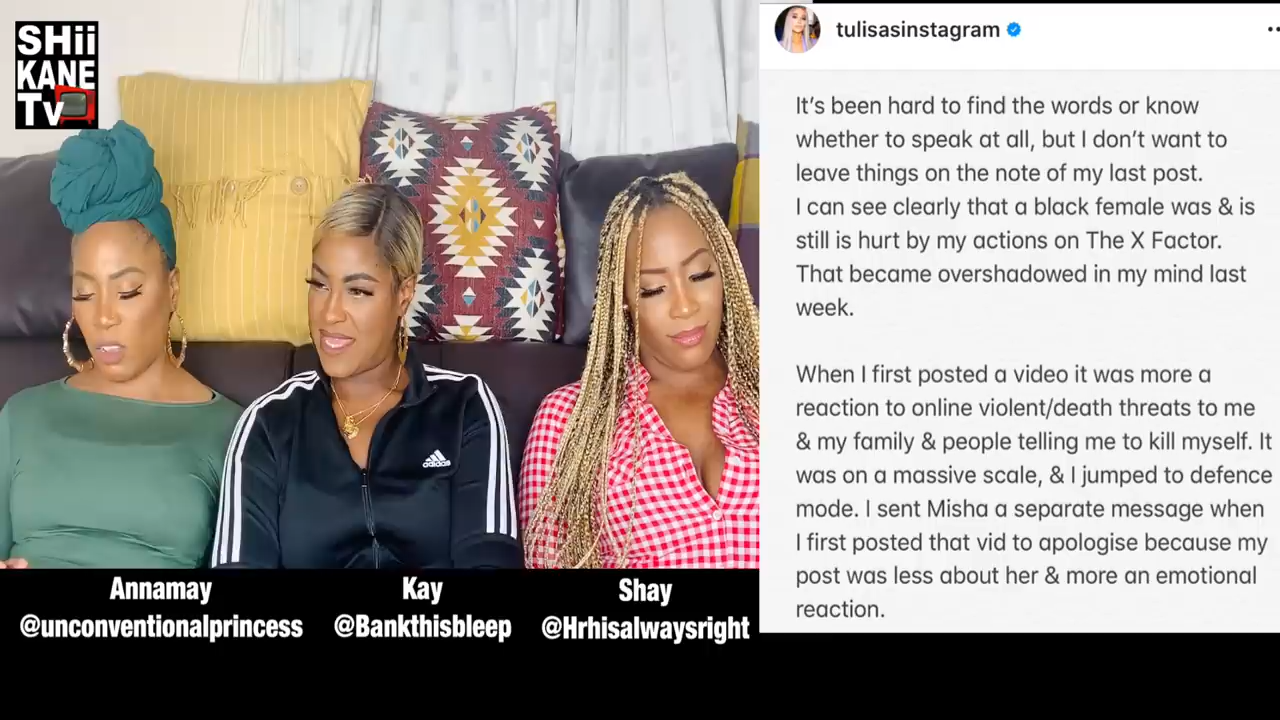 SHii
KANE
Tv
adidas
Annamay
@unconventionalprincess
Kay
@Bankthisbleep
Shay
@Hrhisalwaysright
tulisasinstagram
It's been hard to find the words or know
whether to speak at all, but I don't want to
leave things on the note of my last post.
I can see clearly that a black female was & is
still is hurt by my actions on The X Factor.
That became overshadowed in my mind last
week.
When I first posted a video it was more a
reaction to online violent/death threats to me
& my family & people telling me to kill myself. It
was on a massive scale, & I jumped to defence
mode. I sent Misha a separate message when
I first posted that vid to apologise because my
post was less about her & more an emotional
reaction.